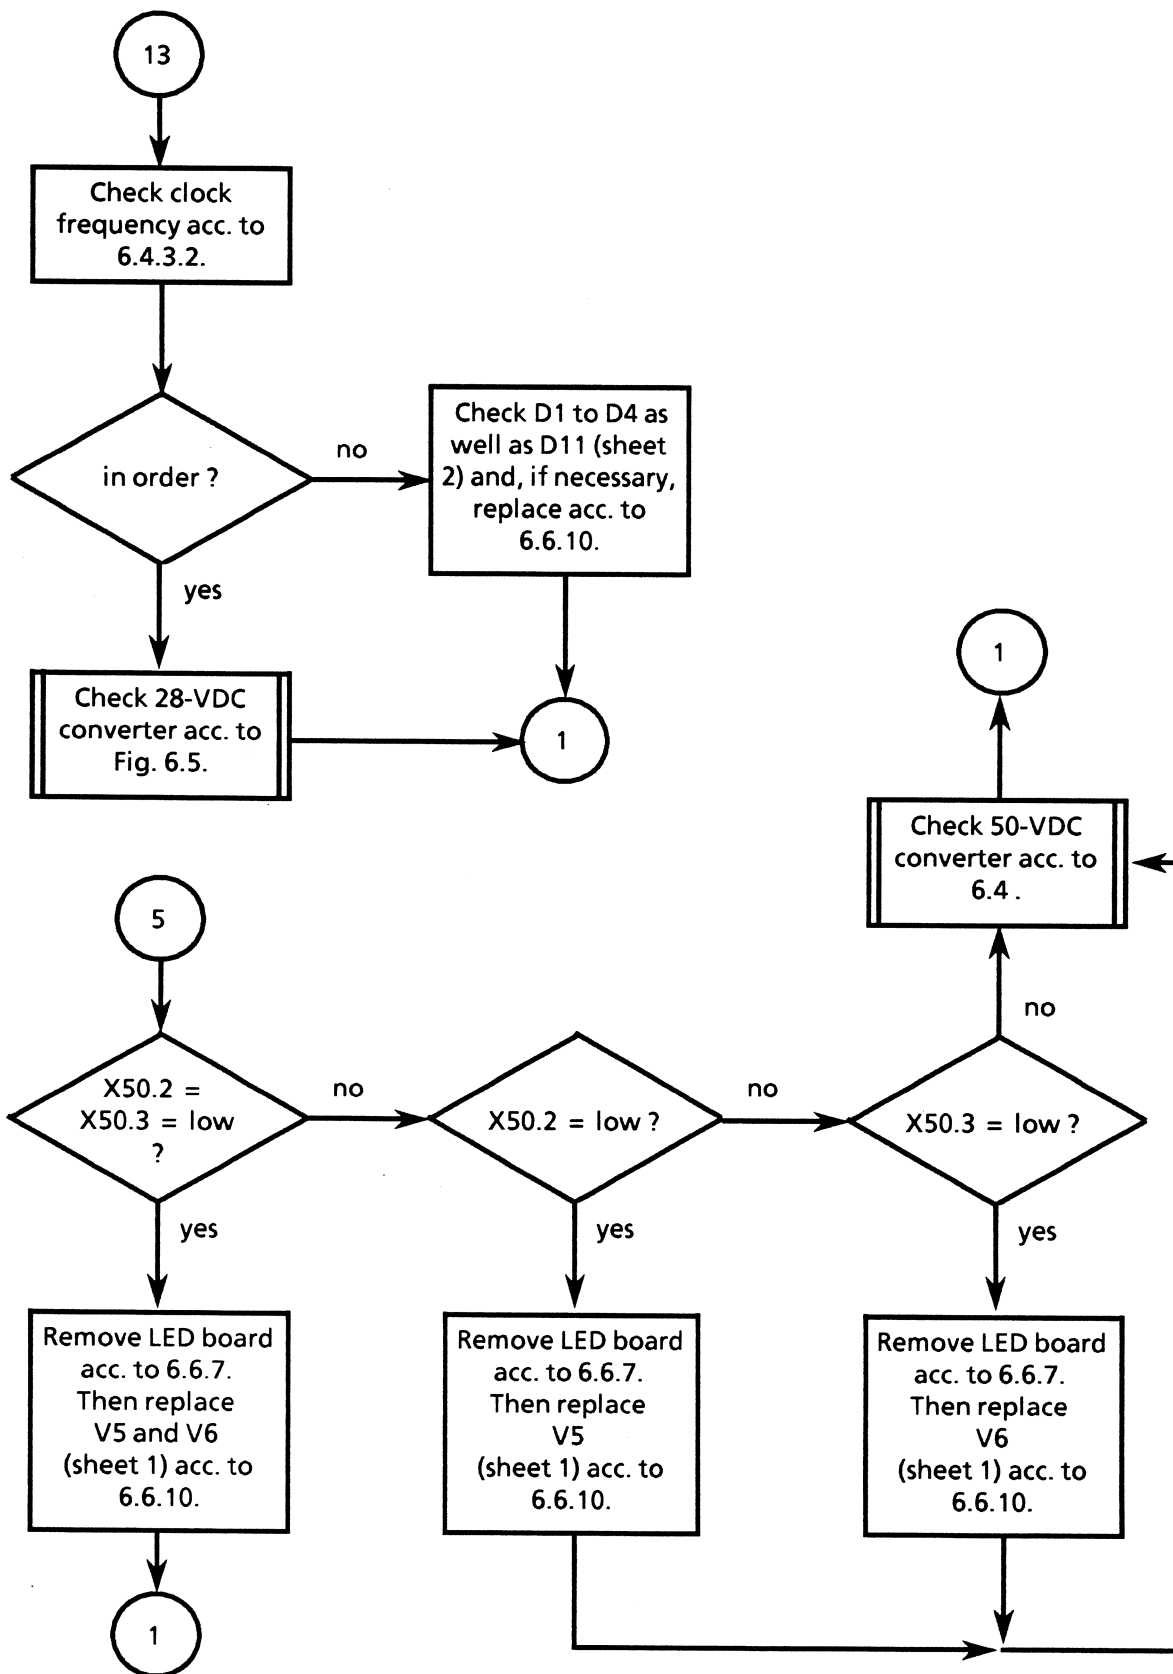 13
Check clock
frequency acc. to
6.4.3.2.
in order ?
no
Check D1 to D4 as
well as D11 (sheet
2) and, if necessary,
replace acc. to
6.6.10.
yes
Check 28-VDC
converter acc. to
Fig. 6.5.
1
1
Check 50-VDC
converter acc. to
6.4 .
no
5
X50.2 =
X50.3 = low
?
no
X50.2 = low ?
no
X50.3 = low ?
yes
yes
yes
Remove LED board
acc. to 6.6.7.
Then replace
V5 and V6
(sheet 1) acc. to
6.6.10.
Remove LED board
acc. to 6.6.7.
Then replace
V5
(sheet 1) acc. to
6.6.10.
Remove LED board
acc. to 6.6.7.
Then replace
V6
(sheet 1) acc. to
6.6.10.
1